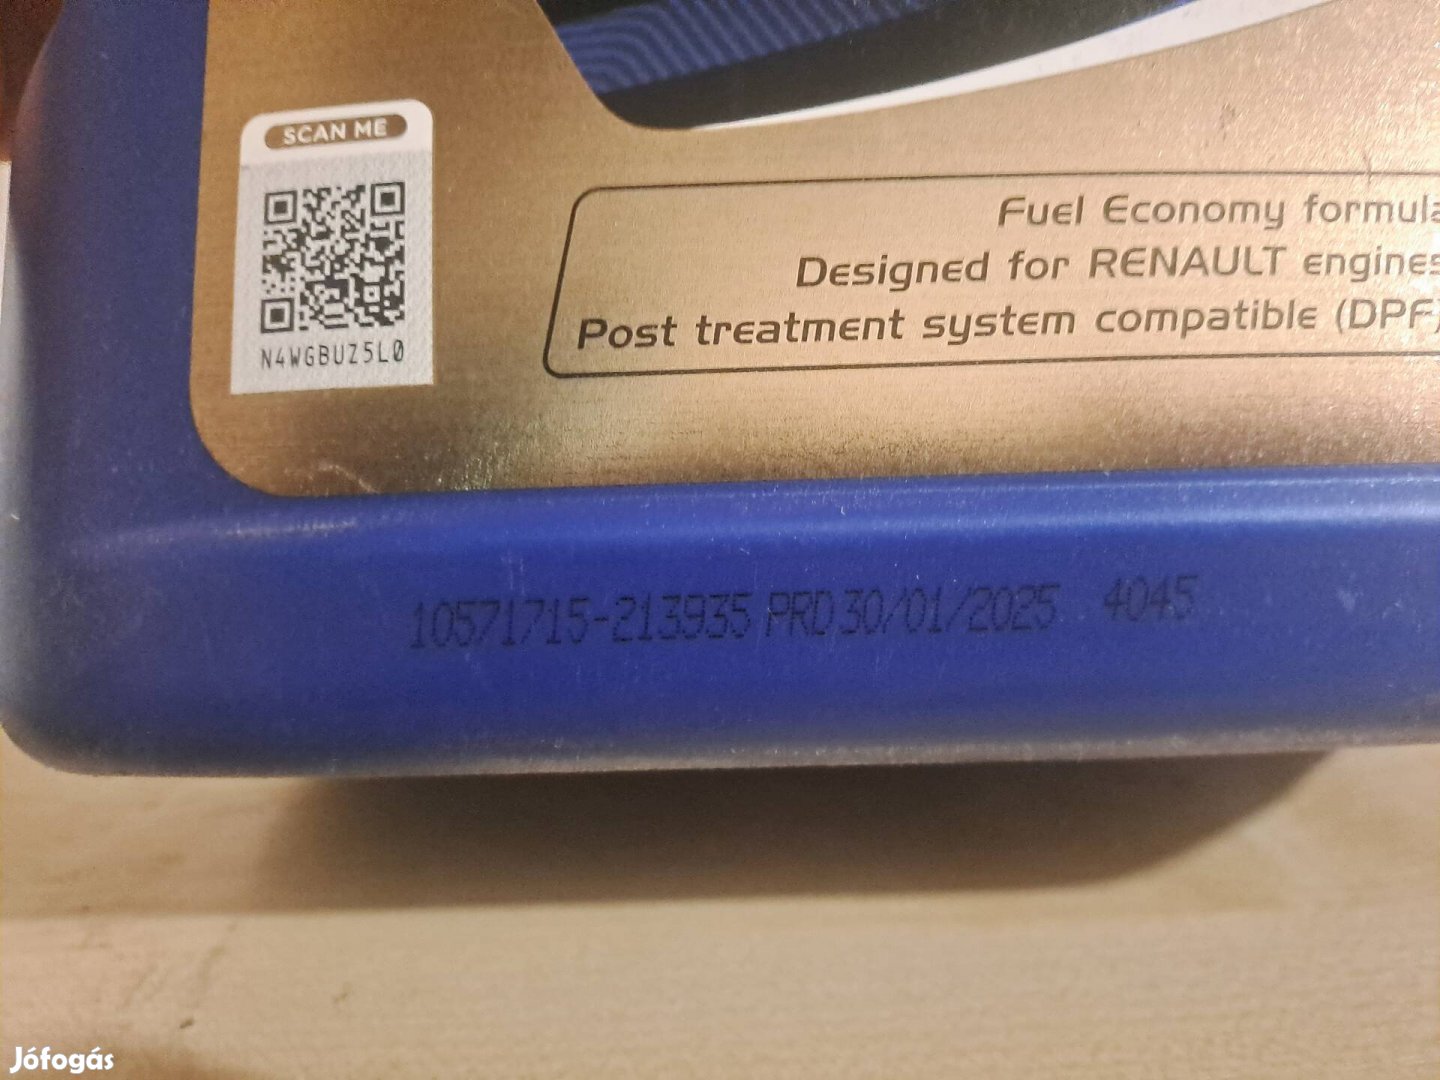 SCAN ME
N4WGBUZ5L0
Fuel Economy formula
Designed for RENAULT engines
Post treatment system compatible (DPF)
10571715-213935 PRD 30/01/2025 4045
Jófogás